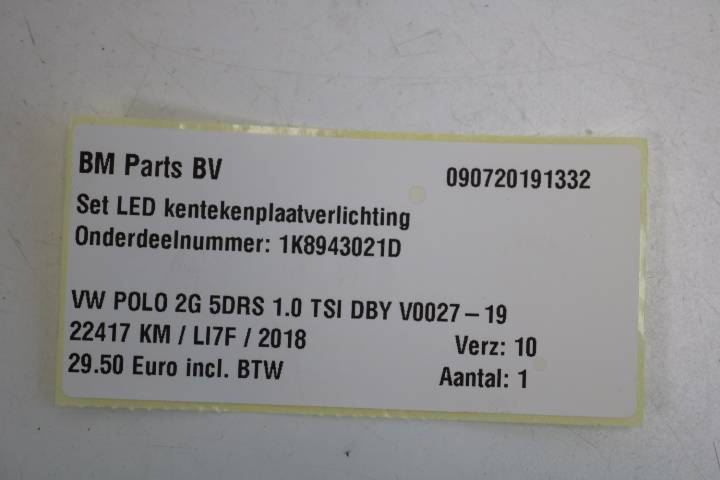 BM Parts BV 090720191332
Set LED kentekenplaatverlichting
Onderdeelnummer: 1K8943021D
VW POLO 2G 5DRS 1.0 TSI DBY V0027-19
22417 KM / LI7F / 2018 Verz: 10
29.50 Euro incl. BTW Aantal: 1